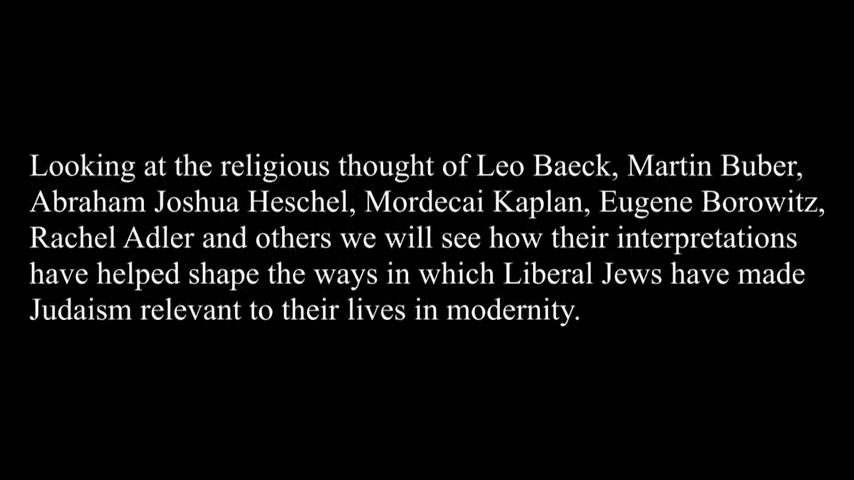 Looking at the religious thought of Leo Baeck, Martin Buber,
Abraham Joshua Heschel, Mordecai Kaplan, Eugene Borowitz,
Rachel Adler and others we will see how their interpretations
have helped shape the ways in which Liberal Jews have made
Judaism relevant to their lives in modernity.